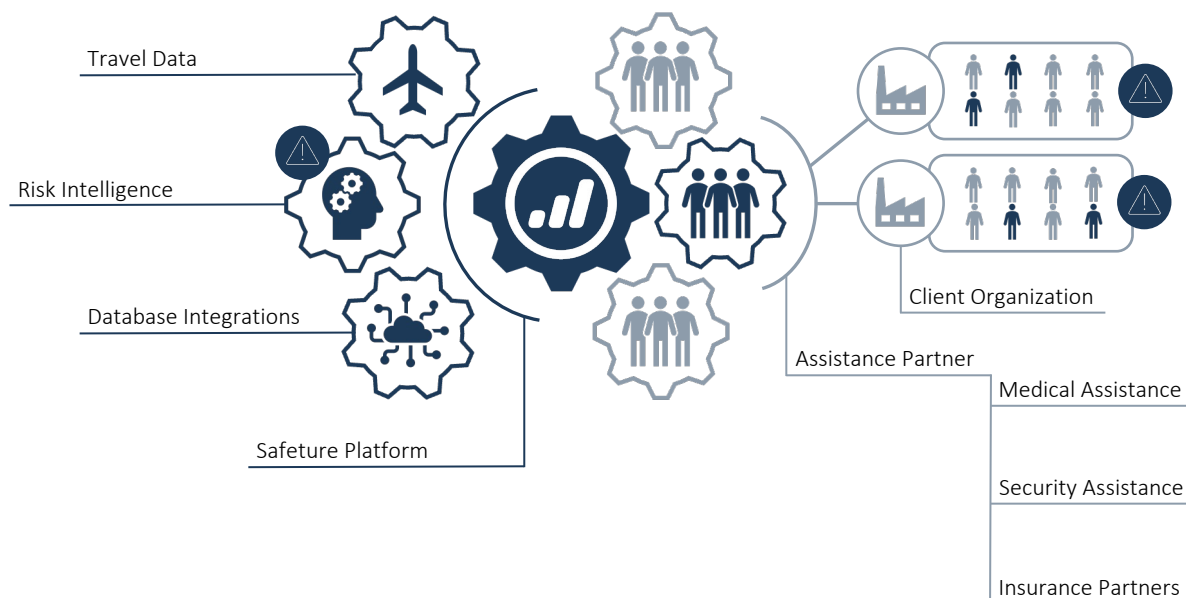 Travel Data
Risk Intelligence
Database Integrations
Safeture Platform
Client Organization
Assistance Partner
Medical Assistance
Security Assistance
Insurance Partners